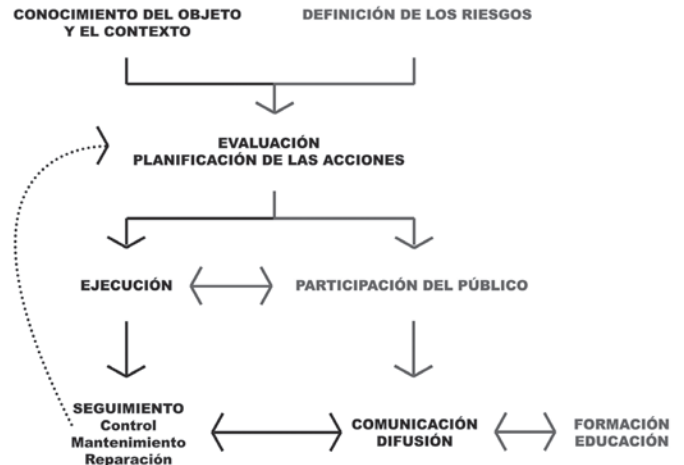 CONOCIMIENTO DEL OBJETO
Y EL CONTEXTO
DEFINICIÓN DE LOS RIESGOS
EVALUACIÓN
PLANIFICACIÓN DE LAS ACCIONES
EJECUCIÓN
PARTICIPACIÓN DEL PÚBLICO
SEGUIMIENTO
Control
Mantenimiento
Reparación
COMUNICACIÓN
DIFUSIÓN
FORMACIÓN
EDUCACIÓN